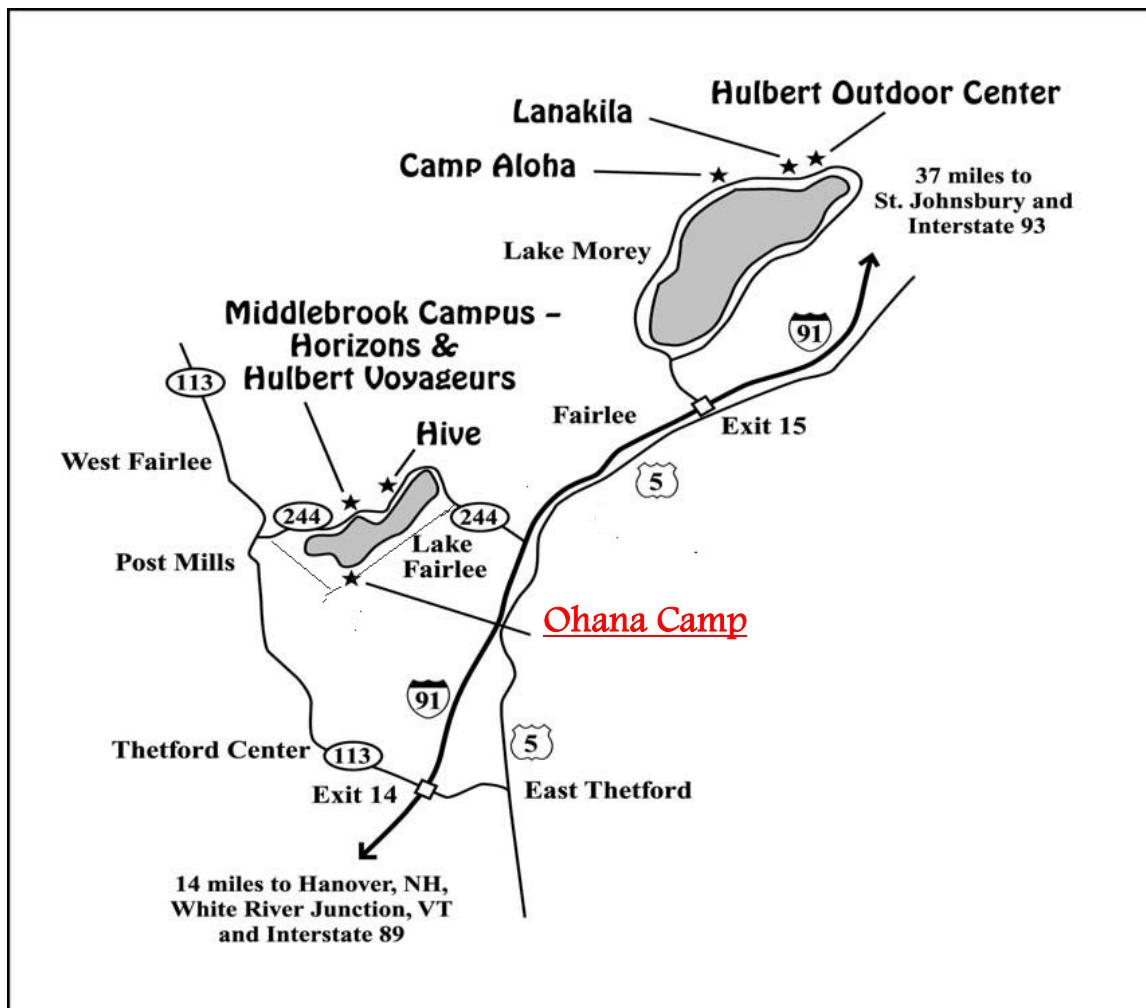 Hulbert Outdoor Center
Lanakila
Camp Aloha
37 miles to
St. Johnsbury and
Interstate 93
Lake Morey
Middlebrook Campus –
Horizons &
Hulbert Voyageurs
91
113
Fairlee
Exit 15
Hive
West Fairlee
5
244
244
Post Mills
Lake
Fairlee
Ohana Camp
91
Thetford Center
113
5
Exit 14
East Thetford
14 miles to Hanover, NH,
White River Junction, VT
and Interstate 89